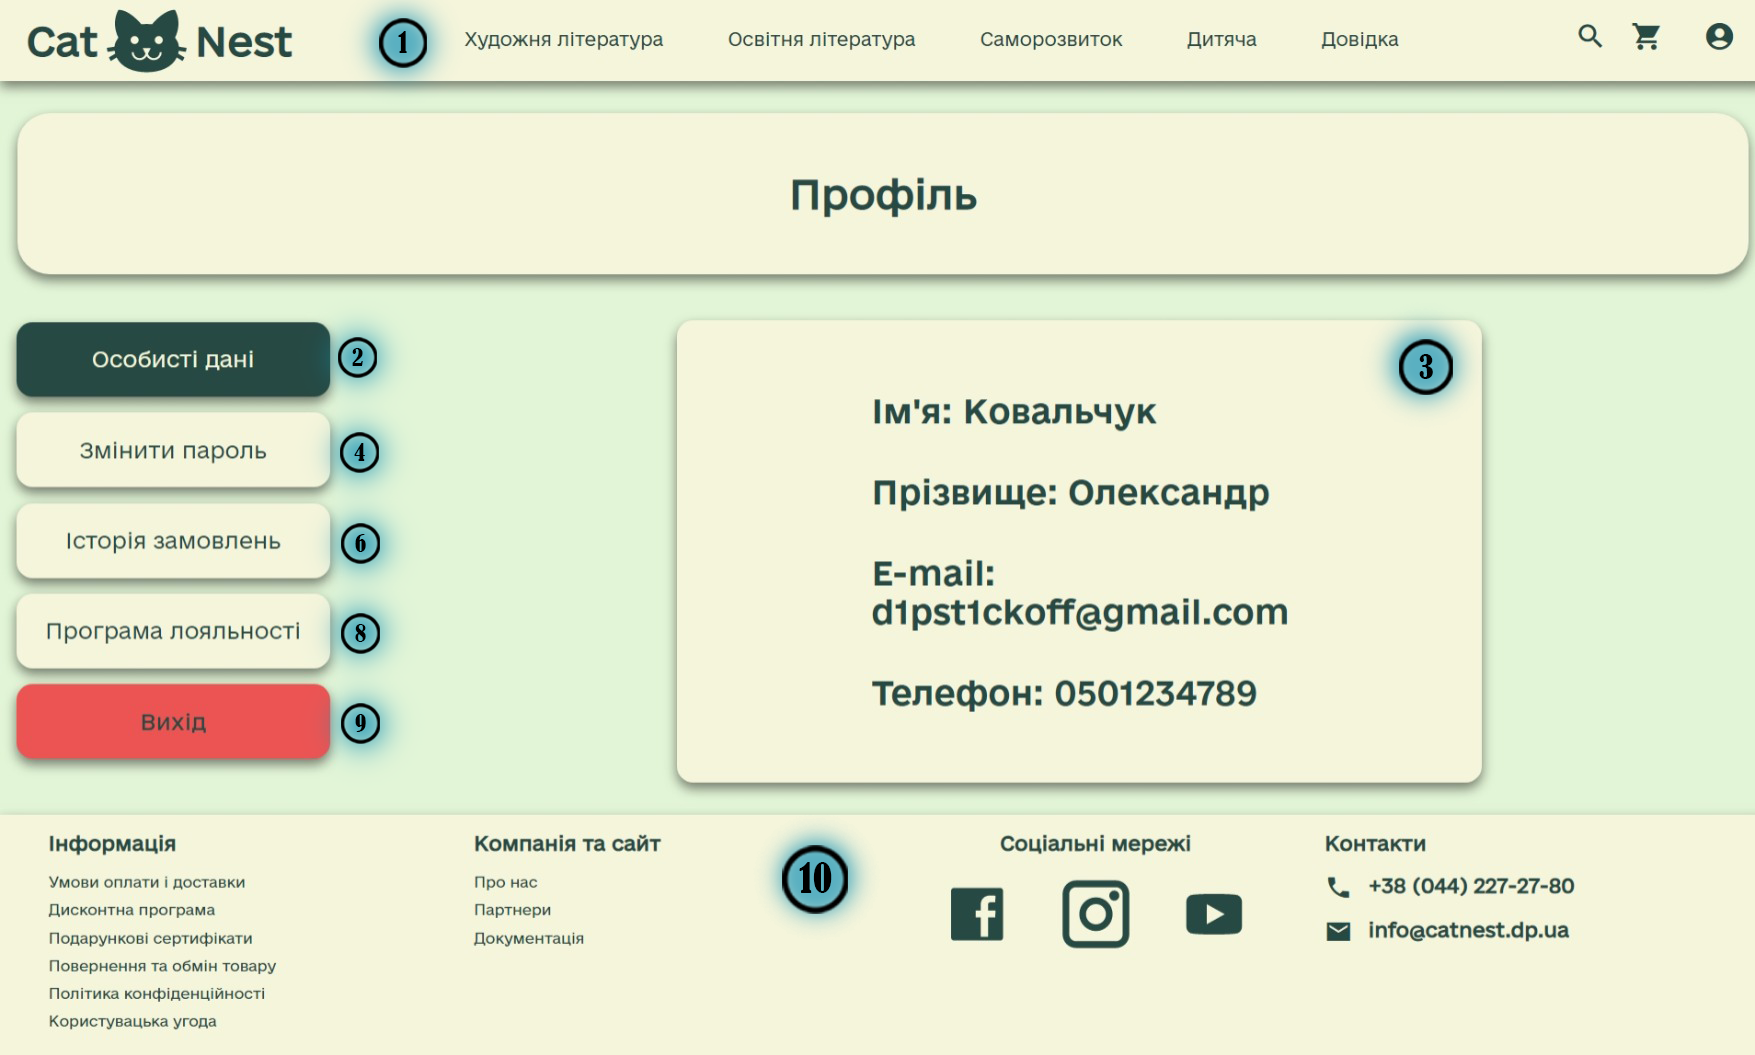 Cat Nest
1
Художня література
Освітня література
Саморозвиток
Дитяча
Довідка
Профіль
Особисті дані
2
Змінити пароль
4
Історія замовлень
6
Програма лояльності
8
Вихід
9
3
Ім'я: Ковальчук
Прізвище: Олександр
E-mail:
d1pst1ckoff@gmail.com
Телефон: 0501234789
Інформація
Умови оплати і доставки
Дисконтна програма
Подарункові сертифікати
Повернення та обмін товару
Політика конфіденційності
Користувацька угода
Компанія та сайт
Про нас
Партнери
Документація
10
Соціальні мережі
Контакти
+38 (044) 227-27-80
info@catnest.dp.ua